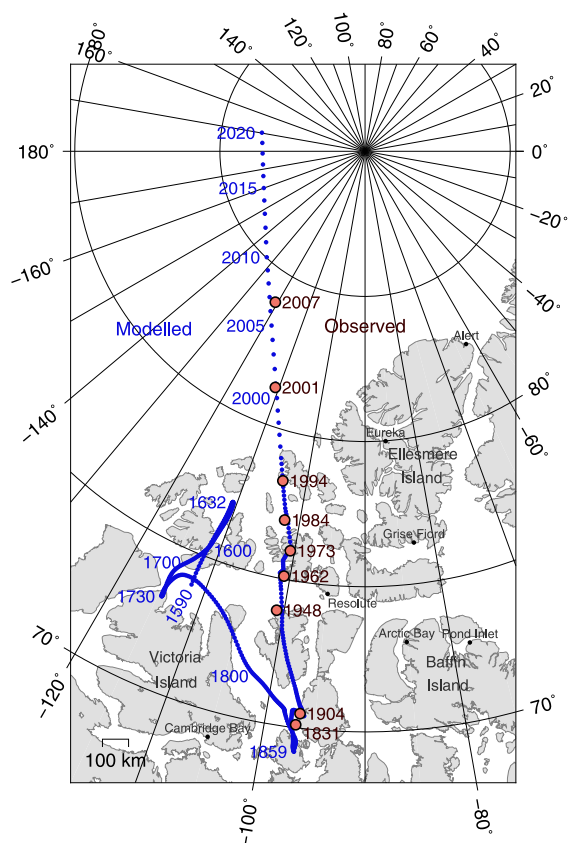 180°
160°
140°
120°
100°
80°
60°
40°
20°
0°
−20°
−40°
−60°
80°
70°
−80°
−100°
−120°
70°
−140°
−160°
180°
2020
2015
2010
2007
Modelled
2005
Observed
Alert
2001
2000
Eureka
Ellesmere
Island
1994
1632
1984
Grise Fjord
1600
1973
1700
1962
1730
1590
Resolute
1948
Arctic Bay
Pond Inlet
Victoria
Island
1800
Baffin
Island
1904
Cambridge Bay
1831
1859
100 km